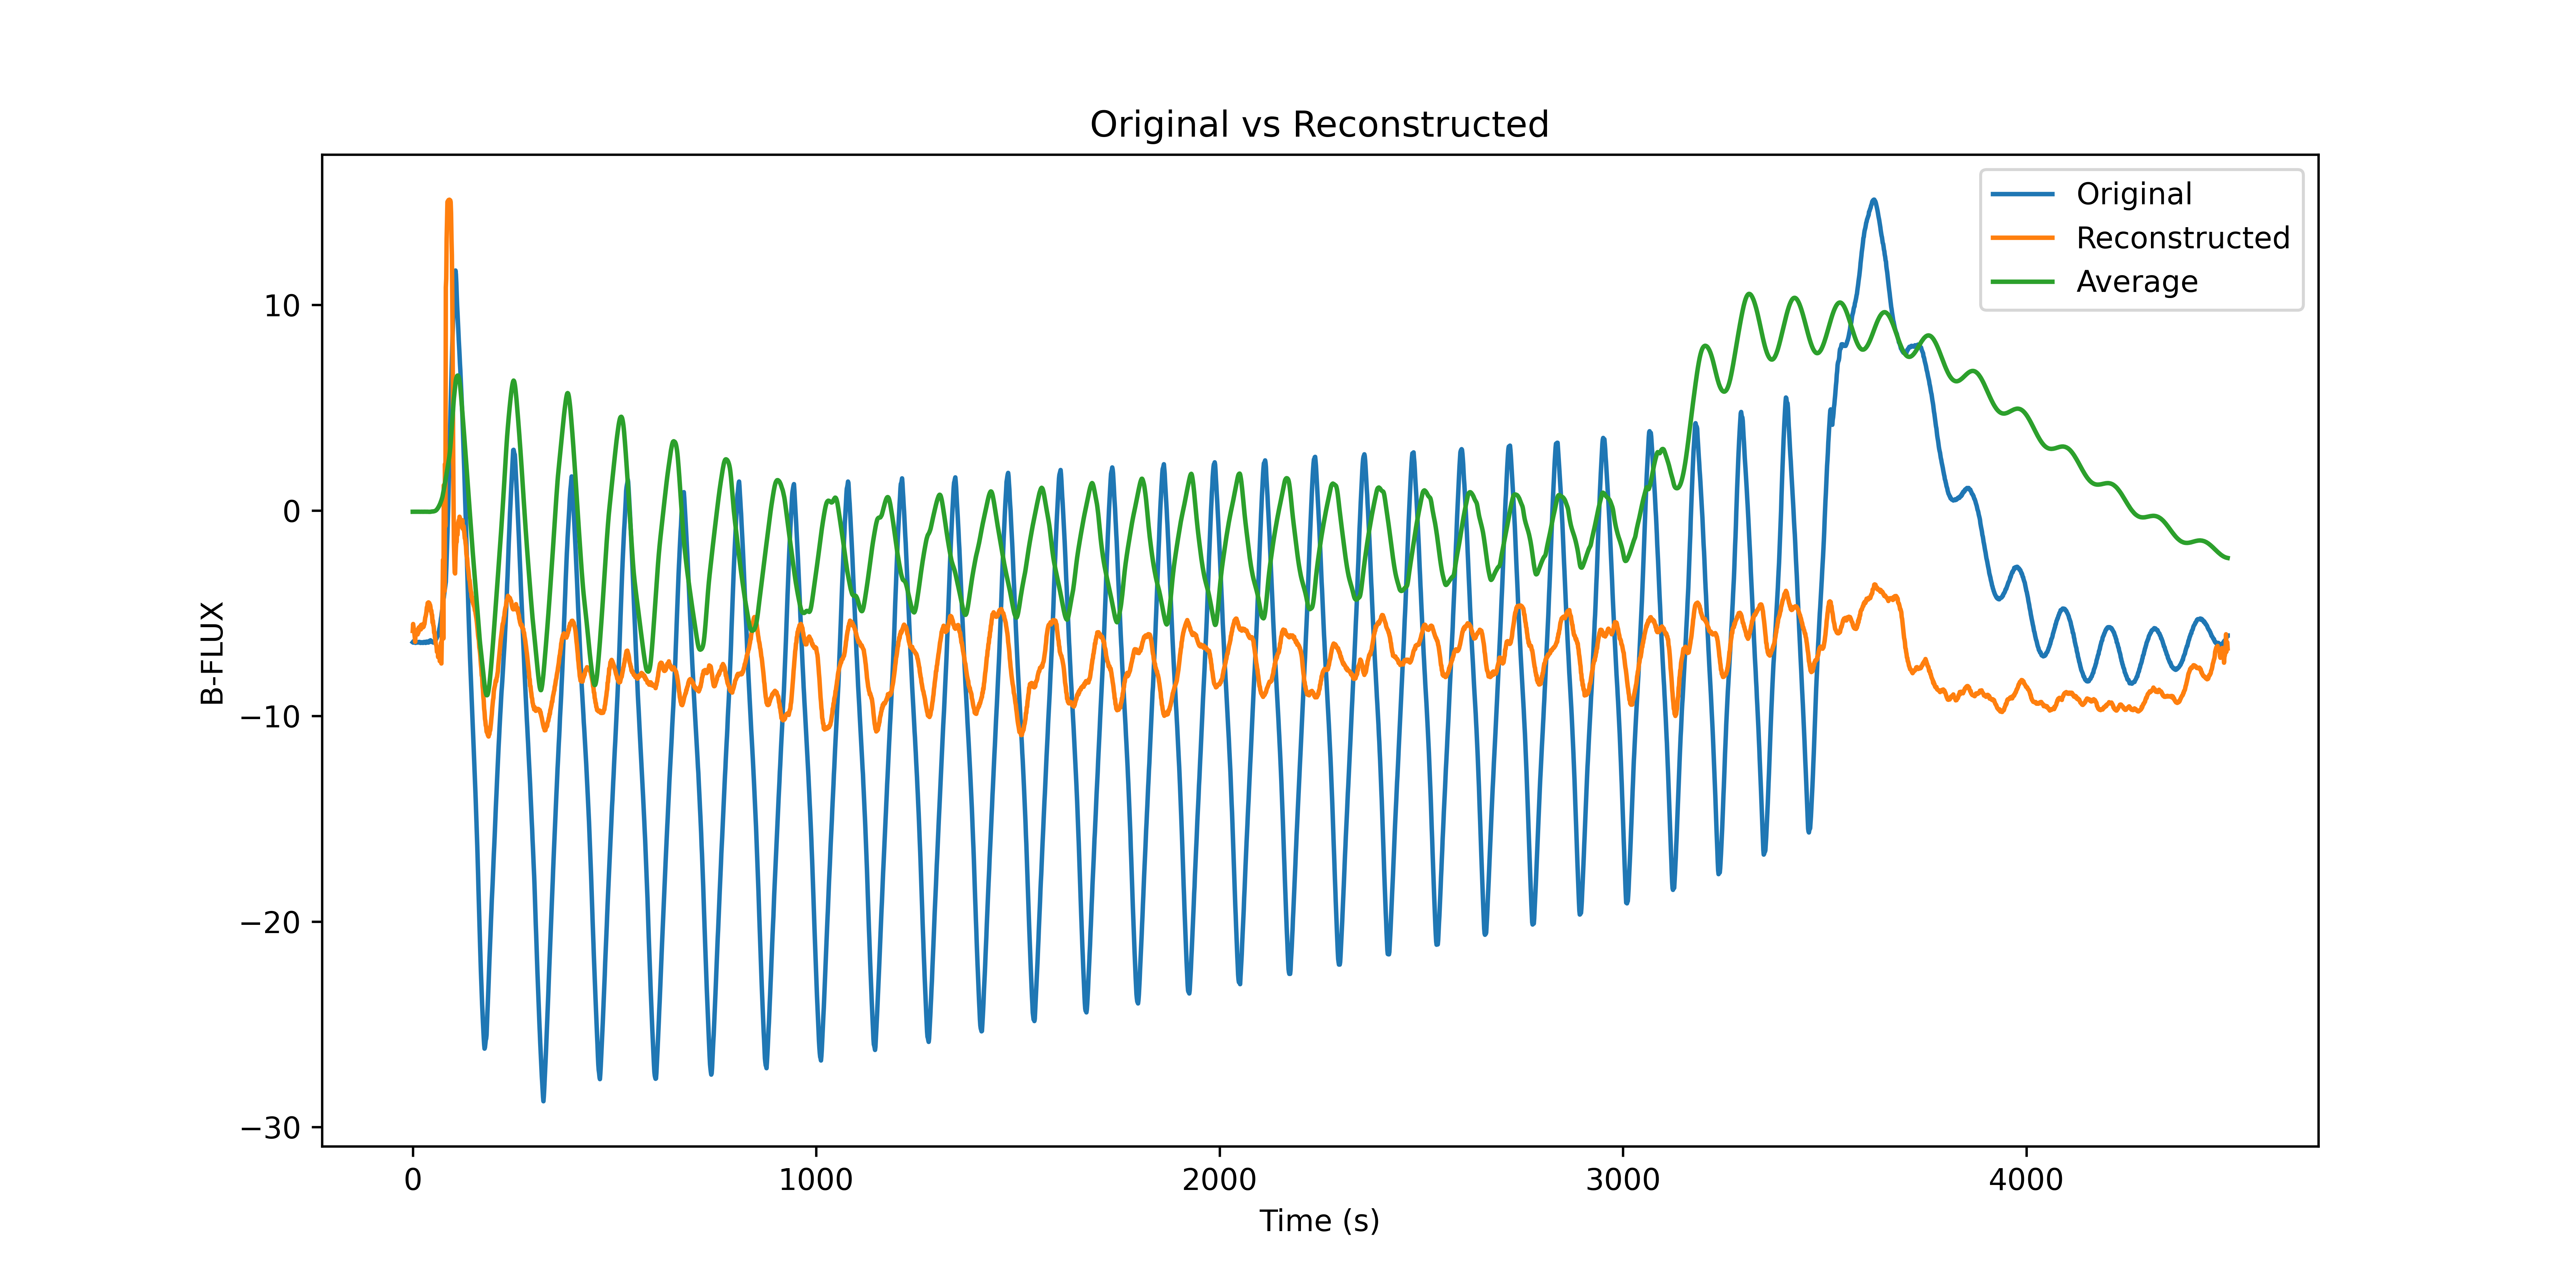 Original vs Reconstructed
Original
Reconstructed
Average
10
0
−10
−20
−30
B-FLUX
0 1000 2000 3000 4000
Time (s)